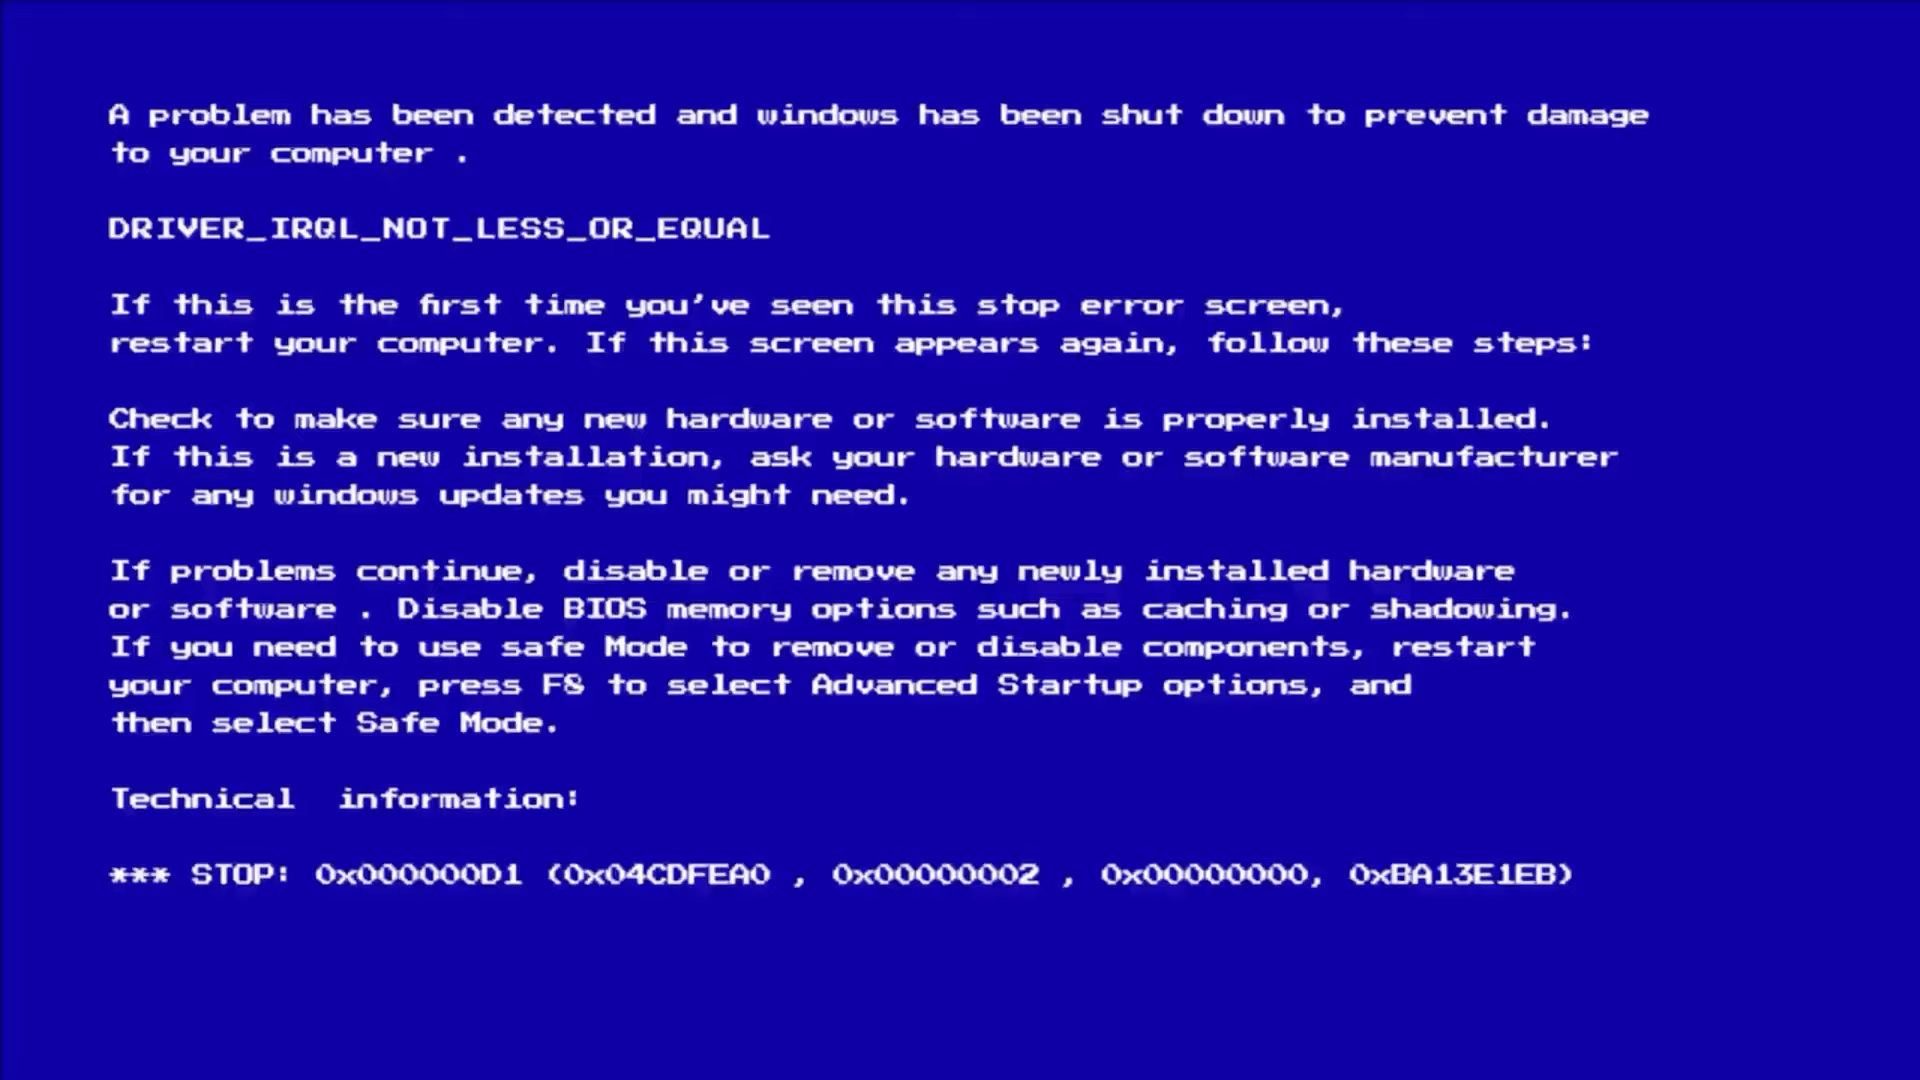 A problem has been detected and windows has been shut down to prevent damage
to your computer .
DRIVER_IRQL_NOT_LESS_OR_EQUAL
If this is the first time you've seen this stop error screen,
restart your computer. If this screen appears again, follow these steps:
Check to make sure any new hardware or software is properly installed.
If this is a new installation, ask your hardware or software manufacturer
for any windows updates you might need.
If problems continue, disable or remove any newly installed hardware
or software . Disable BIOS memory options such as caching or shadowing.
If you need to use safe Mode to remove or disable components, restart
your computer, press F& to select Advanced Startup options, and
then select Safe Mode.
Technical  information:
*** STOP: 0x000000D1 (0x04CDFEA0 , 0x00000002 , 0x00000000, 0xBA13E1EB)